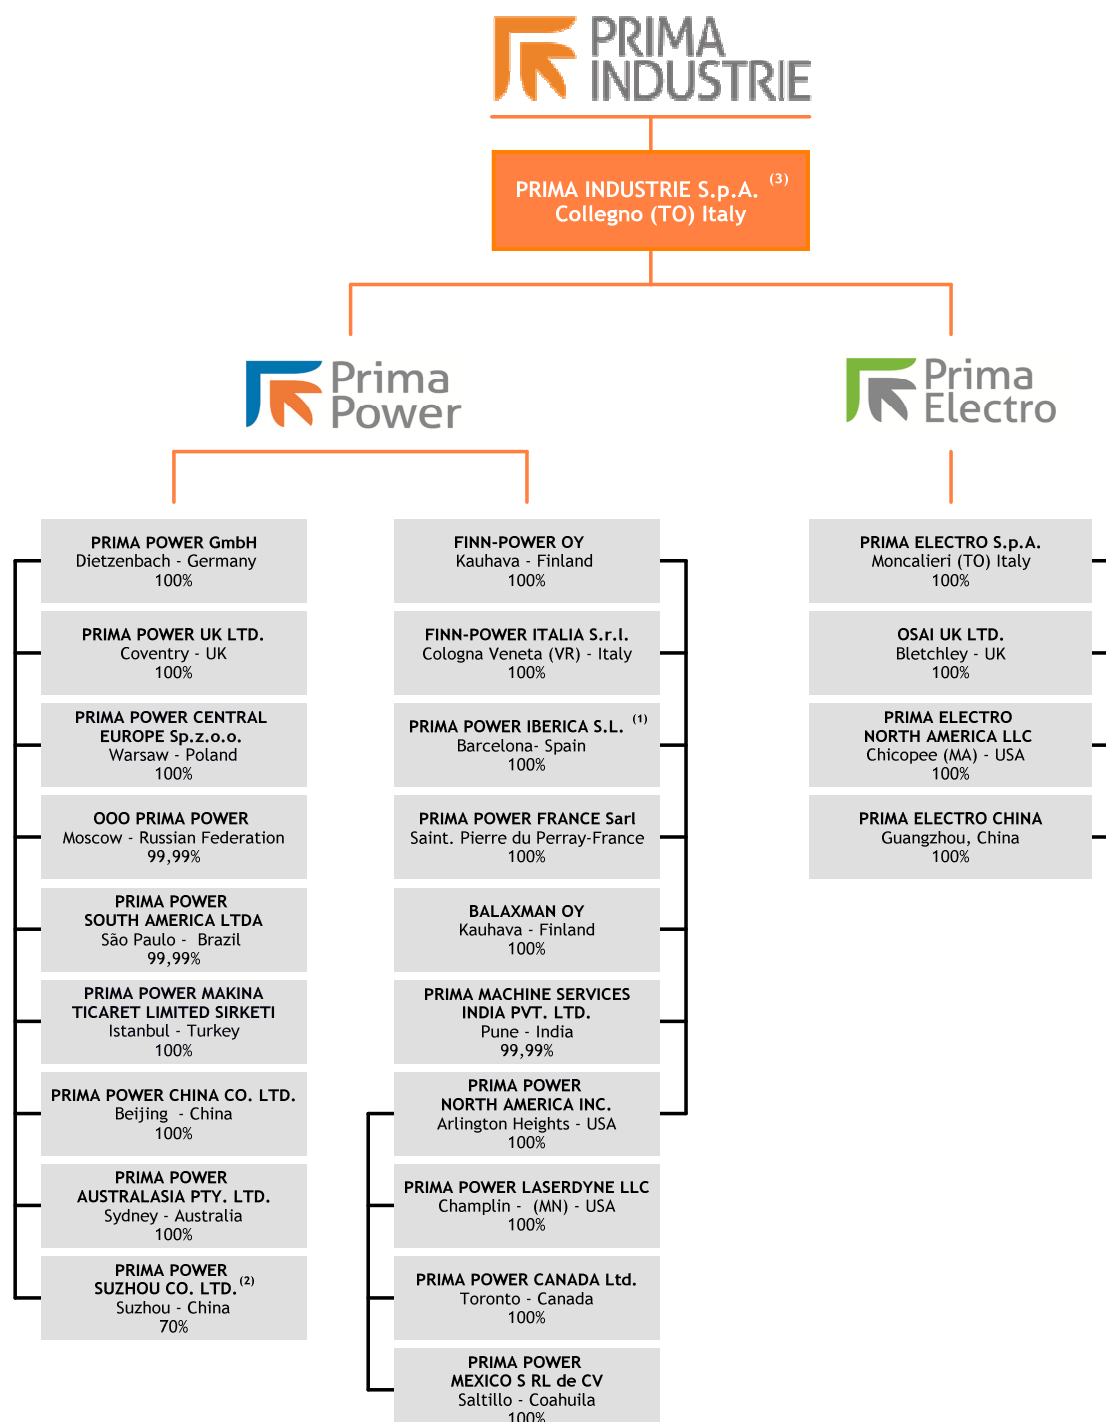 PRIMA
INDUSTRIE
PRIMA INDUSTRIE S.p.A. (3)
Collegno (TO) Italy
Prima
Power
Prima
Electro
PRIMA POWER GmbH
Dietzenbach - Germany
100%
PRIMA POWER UK LTD.
Coventry - UK
100%
PRIMA POWER CENTRAL
EUROPE Sp.z.o.o.
Warsaw - Poland
100%
OOO PRIMA POWER
Moscow - Russian Federation
99,99%
PRIMA POWER
SOUTH AMERICA LTDA
São Paulo -  Brazil
99,99%
PRIMA POWER MAKINA
TICARET LIMITED SIRKETI
Istanbul - Turkey
100%
PRIMA POWER CHINA CO. LTD.
Beijing  - China
100%
PRIMA POWER
AUSTRALASIA PTY. LTD.
Sydney - Australia
100%
PRIMA POWER
SUZHOU CO. LTD. (2)
Suzhou - China
70%
FINN-POWER OY
Kauhava - Finland
100%
FINN-POWER ITALIA S.r.l.
Cologna Veneta (VR) - Italy
100%
PRIMA POWER IBERICA S.L. (1)
Barcelona- Spain
100%
PRIMA POWER FRANCE Sarl
Saint. Pierre du Perray-France
100%
BALAXMAN OY
Kauhava - Finland
100%
PRIMA MACHINE SERVICES
INDIA PVT. LTD.
Pune - India
99,99%
PRIMA POWER
NORTH AMERICA INC.
Arlington Heights - USA
100%
PRIMA POWER LASERDYNE LLC
Champlin -  (MN) - USA
100%
PRIMA POWER CANADA Ltd.
Toronto - Canada
100%
PRIMA POWER
MEXICO S RL de CV
Saltillo - Coahuila
100%
PRIMA ELECTRO S.p.A.
Moncalieri (TO) Italy
100%
OSAI UK LTD.
Bletchley - UK
100%
PRIMA ELECTRO
NORTH AMERICA LLC
Chicopee (MA) - USA
100%
PRIMA ELECTRO CHINA
Guangzhou, China
100%